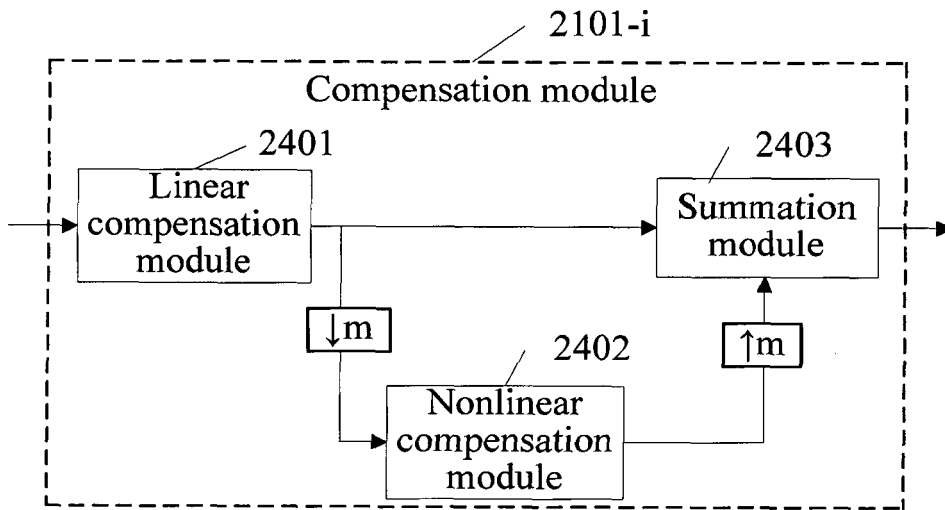 2101-i
Compensation module
2401
Linear
compensation
module
2403
Summation
module
↓m
↑m
2402
Nonlinear
compensation
module